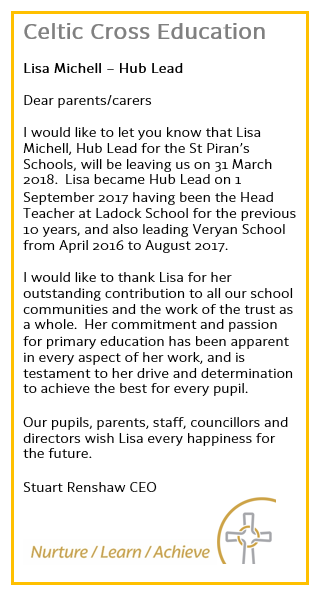 Celtic Cross Education
Lisa Michell – Hub Lead
Dear parents/carers
I would like to let you know that Lisa
Michell, Hub Lead for the St Piran's
Schools, will be leaving us on 31 March
2018.  Lisa became Hub Lead on 1
September 2017 having been the Head
Teacher at Ladock School for the previous
10 years, and also leading Veryan School
from April 2016 to August 2017.
I would like to thank Lisa for her
outstanding contribution to all our school
communities and the work of the trust as
a whole.  Her commitment and passion
for primary education has been apparent
in every aspect of her work, and is
testament to her drive and determination
to achieve the best for every pupil.
Our pupils, parents, staff, councillors and
directors wish Lisa every happiness for
the future.
Stuart Renshaw CEO
Nurture / Learn / Achieve